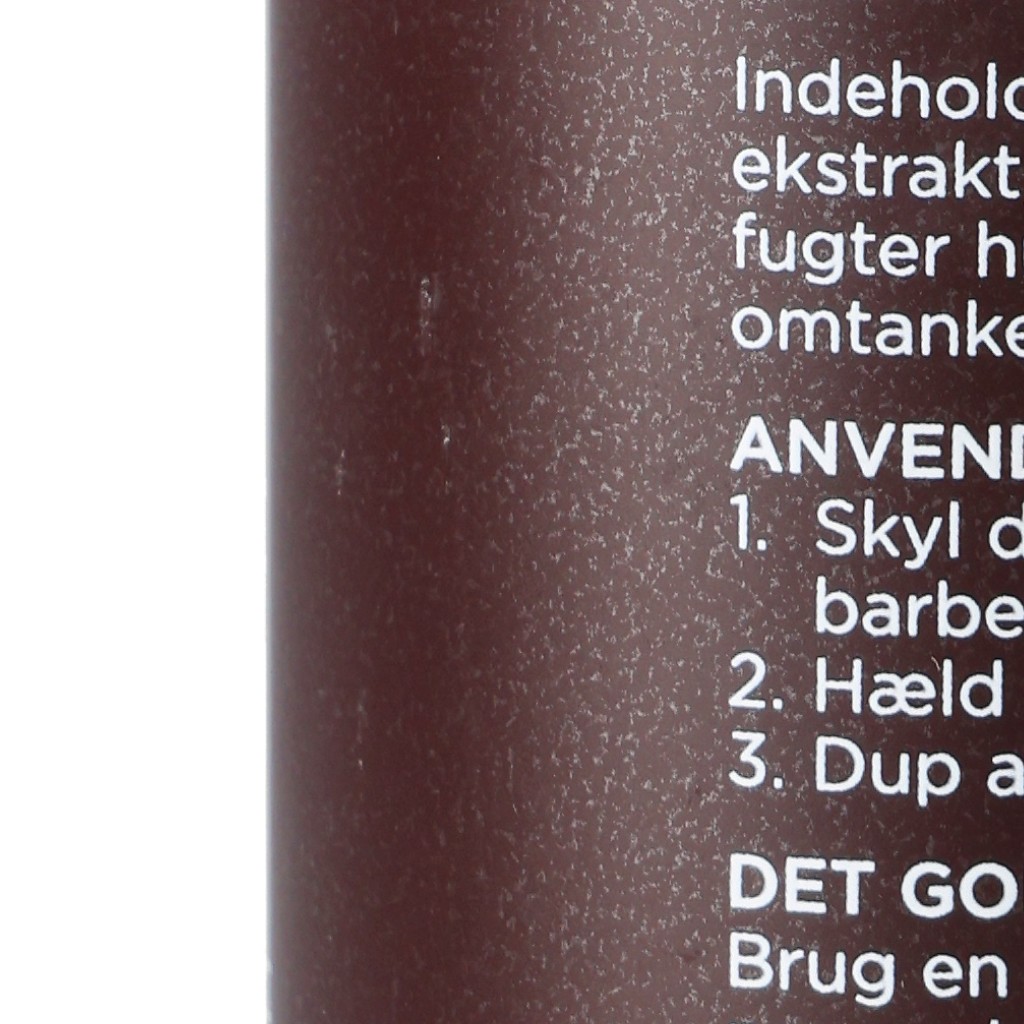 Indehold
ekstrakt
fugter h
omtanke
ANVEND
1. Skyl d
barbe
2. Hæld
3. Dup a
DET GO
Brug en